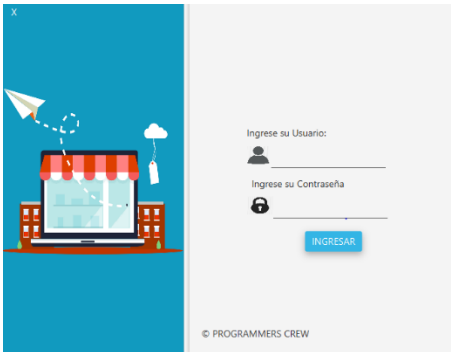 X
Ingrese su Usuario:
Ingrese su Contraseña
INGRESAR
© PROGRAMMERS CREW